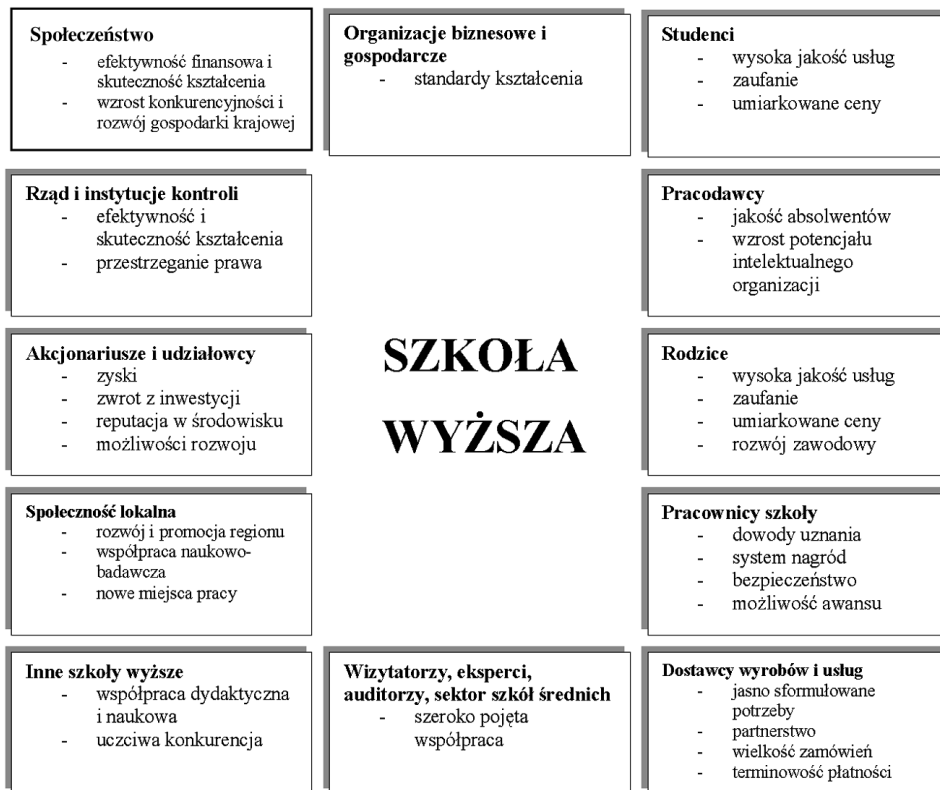 Społeczeństwo
- efektywność finansowa i
skuteczność kształcenia
- wzrost konkurencyjności i
rozwój gospodarki krajowej
Organizacje biznesowe i
gospodarcze
- standardy kształcenia
Studenci
- wysoka jakość usług
- zaufanie
- umiarkowane ceny
Rząd i instytucje kontroli
- efektywność i
skuteczność kształcenia
- przestrzeganie prawa
Pracodawcy
- jakość absolwentów
- wzrost potencjału
intelektualnego
organizacji
Akcjonariusze i udziałowcy
- zyski
- zwrot z inwestycji
- reputacja w środowisku
- możliwości rozwoju
SZKOŁA
WYŻSZA
Rodzice
- wysoka jakość usług
- zaufanie
- umiarkowane ceny
- rozwój zawodowy
Społeczność lokalna
- rozwój i promocja regionu
- współpraca naukowo-
badawcza
- nowe miejsca pracy
Pracownicy szkoły
- dowody uznania
- system nagród
- bezpieczeństwo
- możliwość awansu
Inne szkoły wyższe
- współpraca dydaktyczna
i naukowa
- uczciwa konkurencja
Wizytatorzy, eksperci,
auditorzy, sektor szkół średnich
- szeroko pojęta
współpraca
Dostawcy wyrobów i usług
- jasno sformułowane
potrzeby
- partnerstwo
- wielkość zamówień
- terminowość płatności